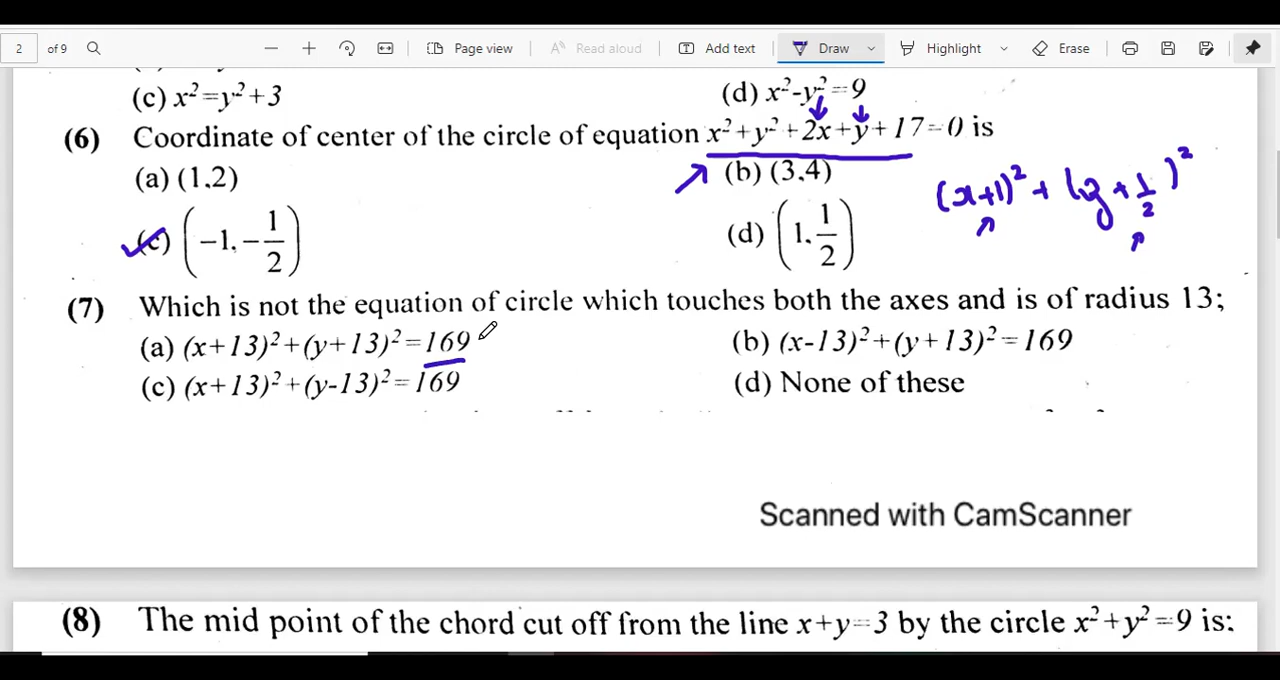 2 of 9 Page view Read aloud Add text Draw Highlight Erase
(c) x²=y²+3 (d) x²-y²=9
(6) Coordinate of center of the circle of equation x²+y²+2x+y+17=0 is
(a) (1,2) (b) (3,4)
(x+1)² + (y+1/2)²
(c) (-1, -1/2) (d) (1, 1/2)
(7) Which is not the equation of circle which touches both the axes and is of radius 13;
(a) (x+13)²+(y+13)²=169 (b) (x-13)²+(y+13)²=169
(c) (x+13)²+(y-13)²=169 (d) None of these
Scanned with CamScanner
(8) The mid point of the chord cut off from the line x+y=3 by the circle x²+y²=9 is: